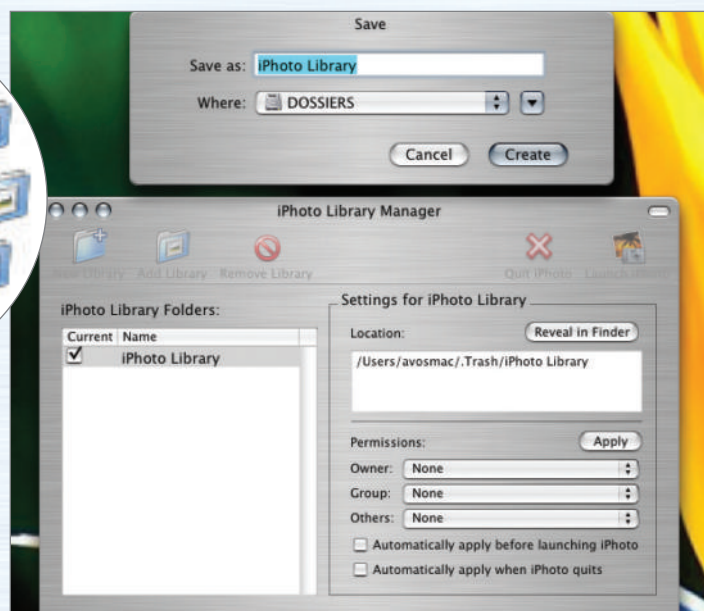 Save
Save as: iPhoto Library
Where: DOSSIERS
Cancel Create
iPhoto Library Manager
New Library Add Library Remove Library Quit iPhoto Launch iPhoto
iPhoto Library Folders:
Current Name
iPhoto Library
Settings for iPhoto Library
Location: Reveal in Finder
/Users/avosmac/.Trash/iPhoto Library
Permissions: Apply
Owner: None
Group: None
Others: None
Automatically apply before launching iPhoto
Automatically apply when iPhoto quits